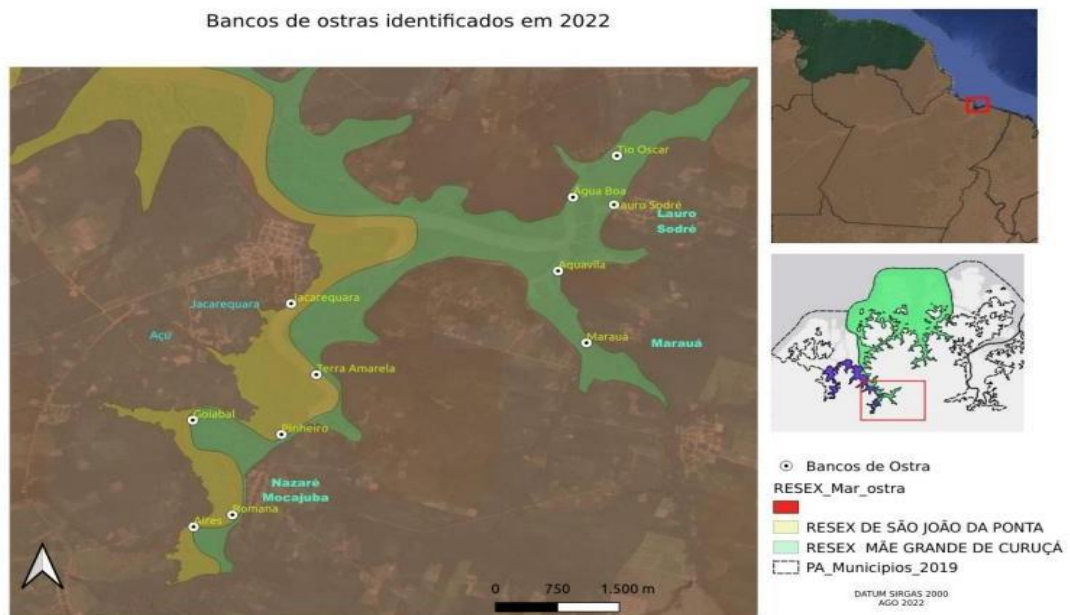 Bancos de ostras identificados em 2022
Tio Oscar
Agua Boa
Lauro Sodré
Lauro
Sodré
Aquavila
Jacarequara
Jacarequara
Açú
Marauá
Marauá
Terra Amarela
Goiabal
Pinheiro
Nazaré
Mocajuba
Romana
Aires
0 750 1.500 m
Bancos de Ostra
RESEX_Mar_ostra
RESEX DE SÃO JOÃO DA PONTA
RESEX MÃE GRANDE DE CURUÇÁ
PA_Municipios_2019
DATUM SIRGAS 2000
AGO 2022